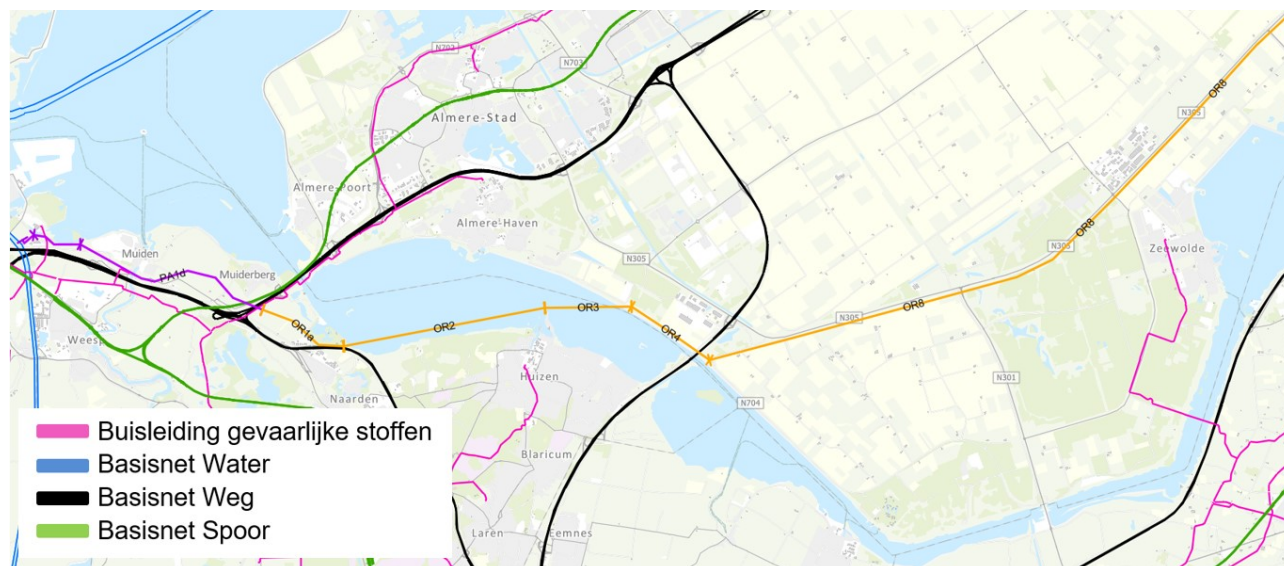 N702
N703
Almere-Stad
Almere-Poort
Almere-Haven
OR8
N305
N305
Zeewolde
Muiden
PA1d
Muiderberg
N305
OR8
OR1a
OR2
OR3
OR4
N305
OR8
Weesp
Naarden
Huizen
N301
N704
Blaricum
Laren
Eemnes
Buisleiding gevaarlijke stoffen
Basisnet Water
Basisnet Weg
Basisnet Spoor